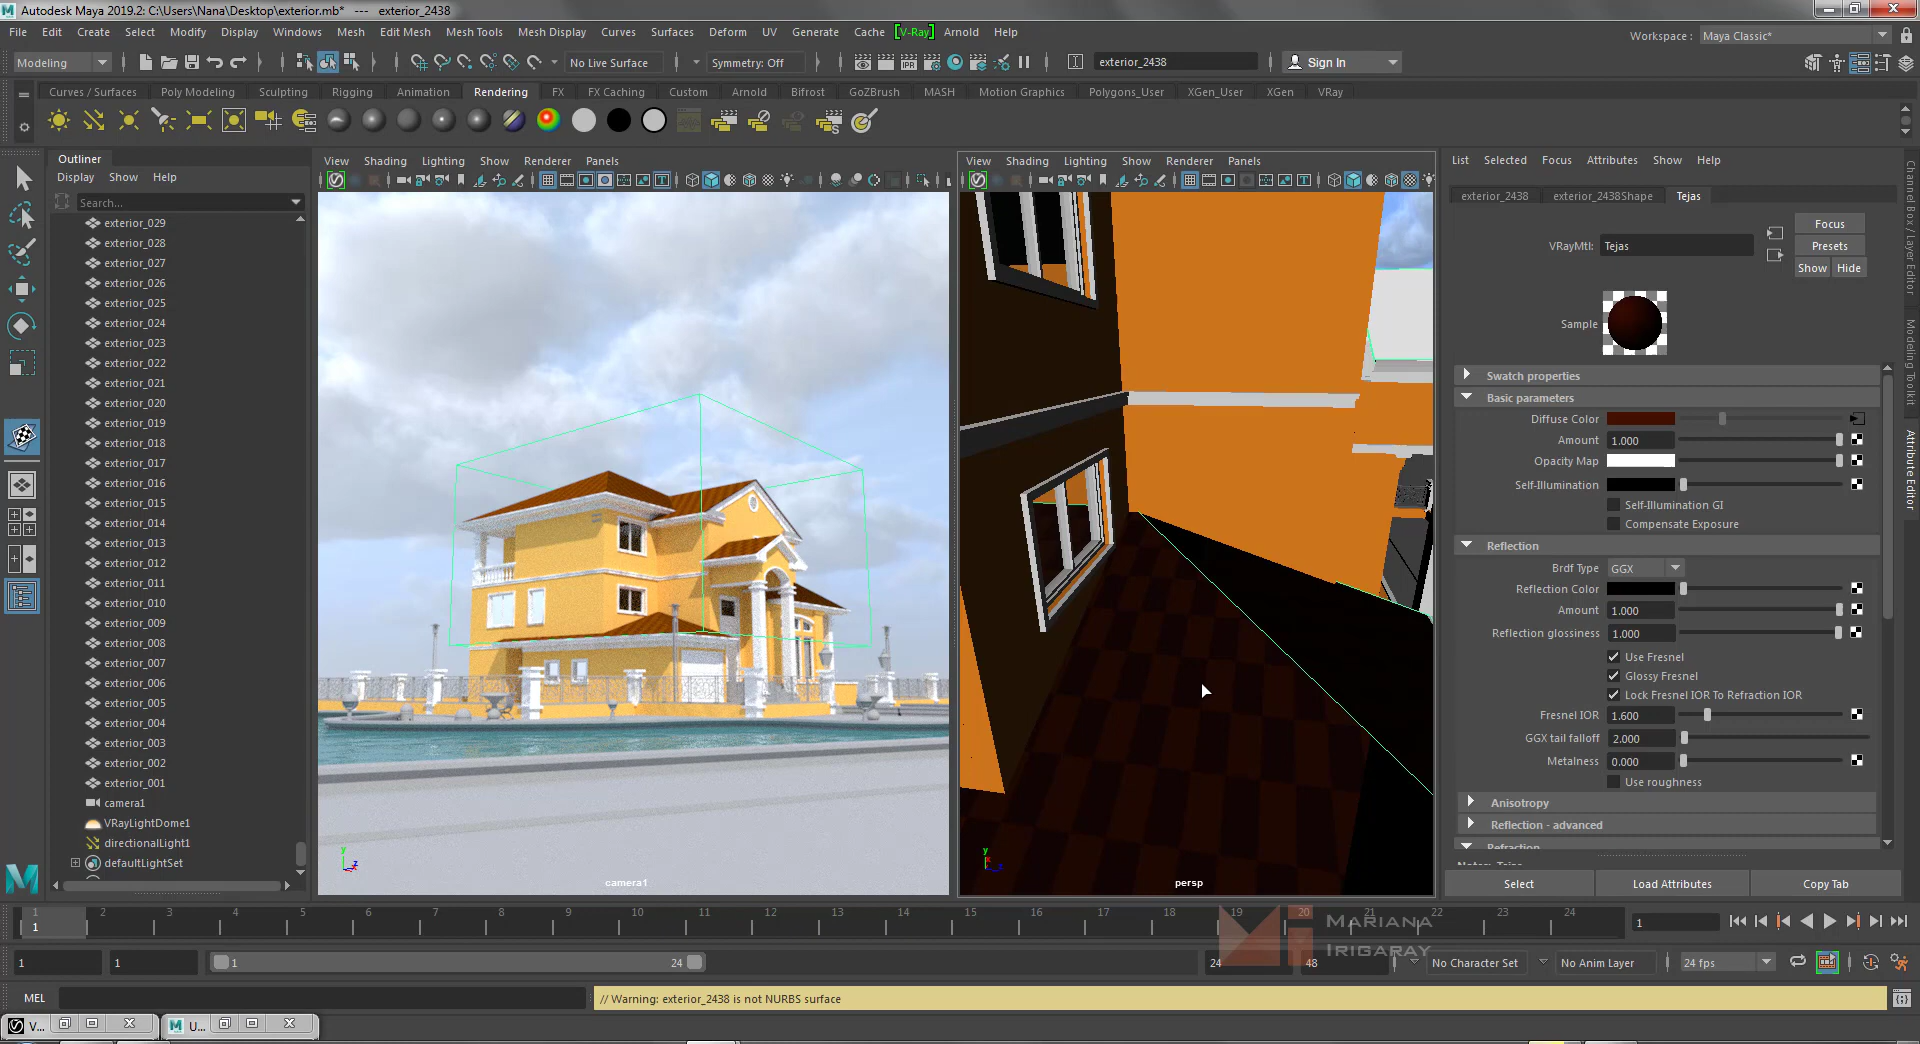 Autodesk Maya 2019.2: C:\Users\Nana\Desktop\exterior.mb* --- exterior_2438
File Edit Create Select Modify Display Windows Mesh Edit Mesh Mesh Tools Mesh Display Curves Surfaces Deform UV Generate Cache [V-Ray] Arnold Help
Workspace : Maya Classic*
Modeling No Live Surface Symmetry: Off exterior_2438 Sign In
Curves / Surfaces Poly Modeling Sculpting Rigging Animation Rendering FX FX Caching Custom Arnold Bifrost GoZBrush MASH Motion Graphics Polygons_User XGen_User XGen VRay
Outliner
Display Show Help
Search...
exterior_029
exterior_028
exterior_027
exterior_026
exterior_025
exterior_024
exterior_023
exterior_022
exterior_021
exterior_020
exterior_019
exterior_018
exterior_017
exterior_016
exterior_015
exterior_014
exterior_013
exterior_012
exterior_011
exterior_010
exterior_009
exterior_008
exterior_007
exterior_006
exterior_005
exterior_004
exterior_003
exterior_002
exterior_001
camera1
VRayLightDome1
directionalLight1
defaultLightSet
View Shading Lighting Show Renderer Panels
camera1
View Shading Lighting Show Renderer Panels
persp
List Selected Focus Attributes Show Help
exterior_2438 exterior_2438Shape Tejas
Focus
VRayMtl: Tejas
Presets
Show Hide
Sample
Swatch properties
Basic parameters
Diffuse Color
Amount 1.000
Opacity Map
Self-Illumination
Self-Illumination GI
Compensate Exposure
Reflection
Brdf Type GGX
Reflection Color
Amount 1.000
Reflection glossiness 1.000
Use Fresnel
Glossy Fresnel
Lock Fresnel IOR To Refraction IOR
Fresnel IOR 1.600
GGX tail falloff 2.000
Metalness 0.000
Use roughness
Anisotropy
Reflection - advanced
Refraction
Notes: Tejas
Select Load Attributes Copy Tab
Channel Box / Layer Editor
Modeling Toolkit
Attribute Editor
1 2 3 4 5 6 7 8 9 10 11 12 13 14 15 16 17 18 19 20 21 22 23 24
1
1
MARIANA
IRIGARAY
1 1 1 24 24 48 No Character Set No Anim Layer 24 fps
MEL
// Warning: exterior_2438 is not NURBS surface
V... U...